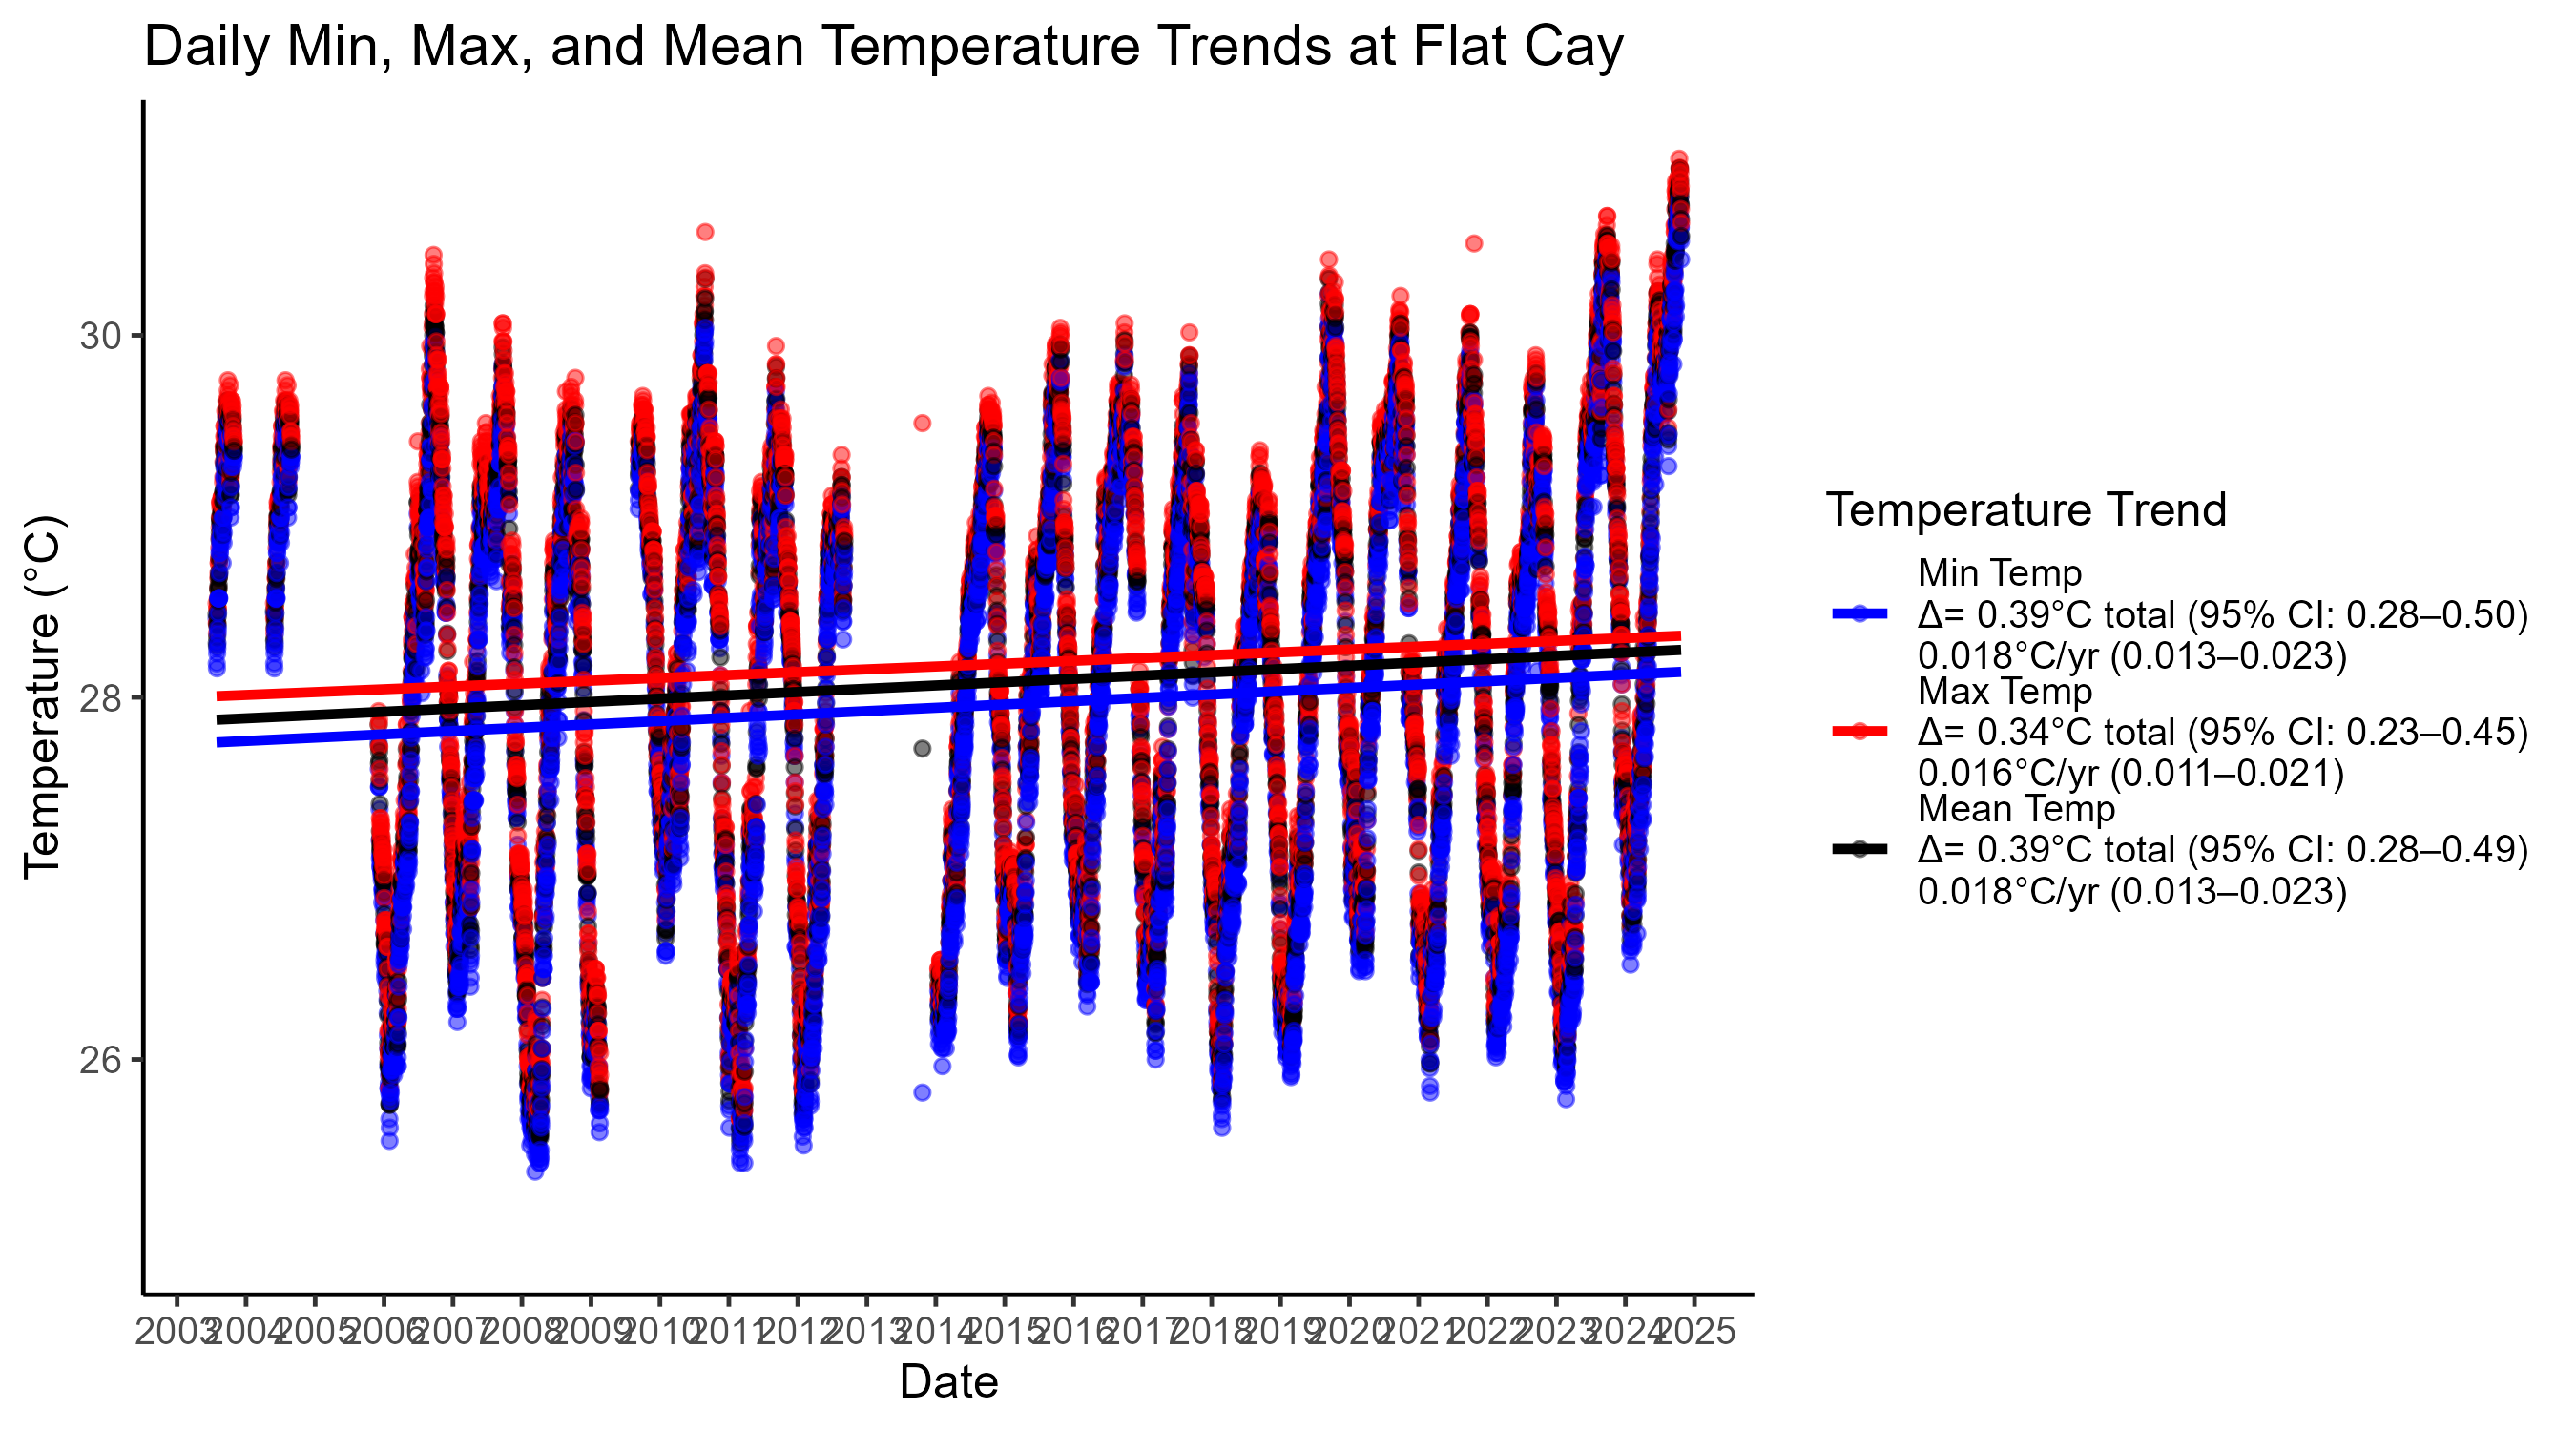 Daily Min, Max, and Mean Temperature Trends at Flat Cay
Temperature (°C)
30
28
26
2003 2004 2005 2006 2007 2008 2009 2010 2011 2012 2013 2014 2015 2016 2017 2018 2019 2020 2021 2022 2023 2024 2025
Date
Temperature Trend
Min Temp
Δ= 0.39°C total (95% CI: 0.28–0.50)
0.018°C/yr (0.013–0.023)
Max Temp
Δ= 0.34°C total (95% CI: 0.23–0.45)
0.016°C/yr (0.011–0.021)
Mean Temp
Δ= 0.39°C total (95% CI: 0.28–0.49)
0.018°C/yr (0.013–0.023)